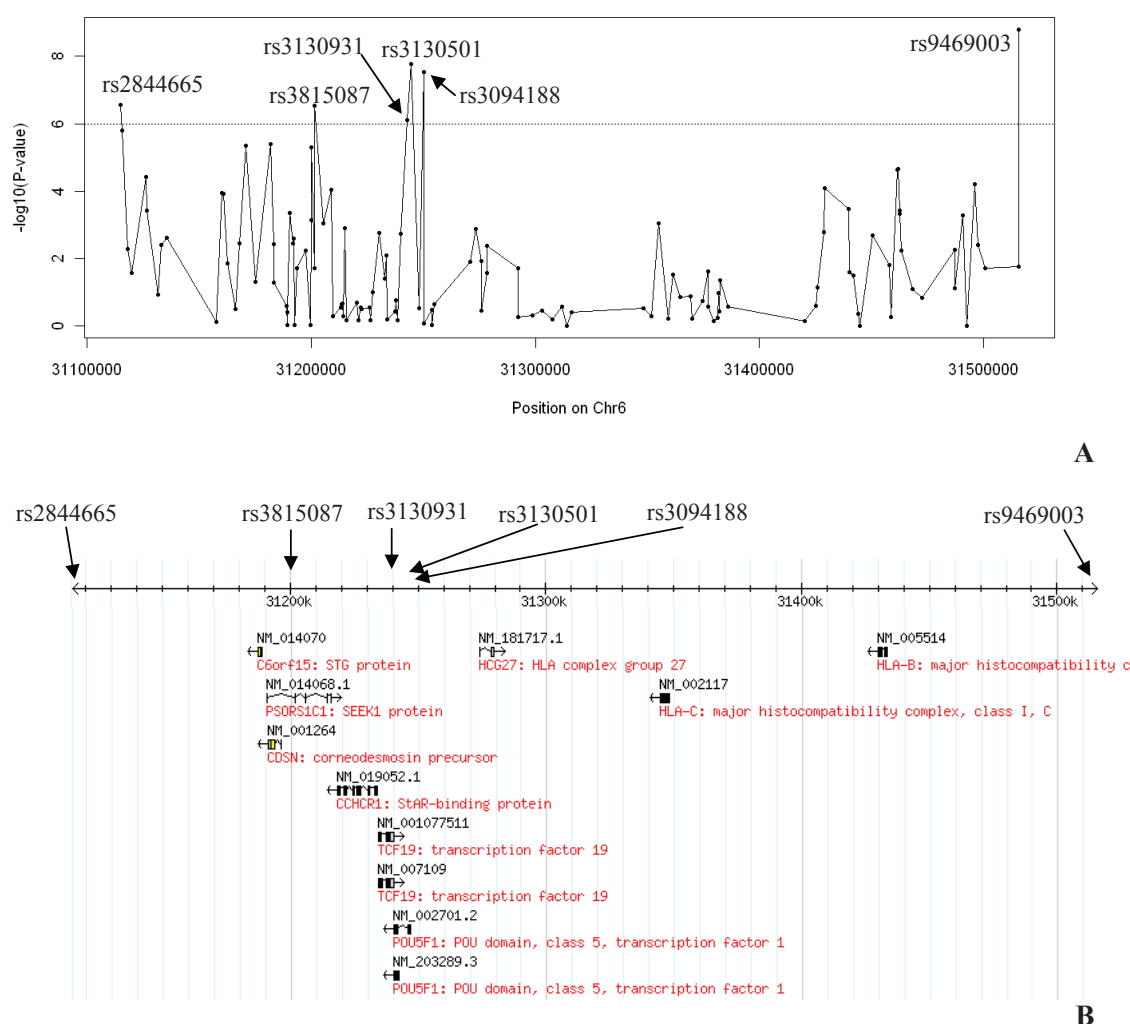 rs3130931 rs3130501
rs9469003
rs2844665
rs3815087
rs3094188
-log10(P-value)
8
6
4
2
0
31100000 31200000 31300000 31400000 31500000
Position on Chr6
A
rs2844665 rs3815087 rs3130931 rs3130501 rs3094188 rs9469003
31200k 31300k 31400k 31500k
NM_014070 NM_181717.1 NM_005514
C6orf15: STG protein HCG27: HLA complex group 27 HLA-B: major histocompatibility c
NM_014068.1 NM_002117
PSORS1C1: SEEK1 protein HLA-C: major histocompatibility complex, class I, C
NM_001264
CDSN: corneodesmosin precursor
NM_019052.1
CCHCR1: StAR-binding protein
NM_001077511
TCF19: transcription factor 19
NM_007109
TCF19: transcription factor 19
NM_002701.2
POU5F1: POU domain, class 5, transcription factor 1
NM_203289.3
POU5F1: POU domain, class 5, transcription factor 1
B